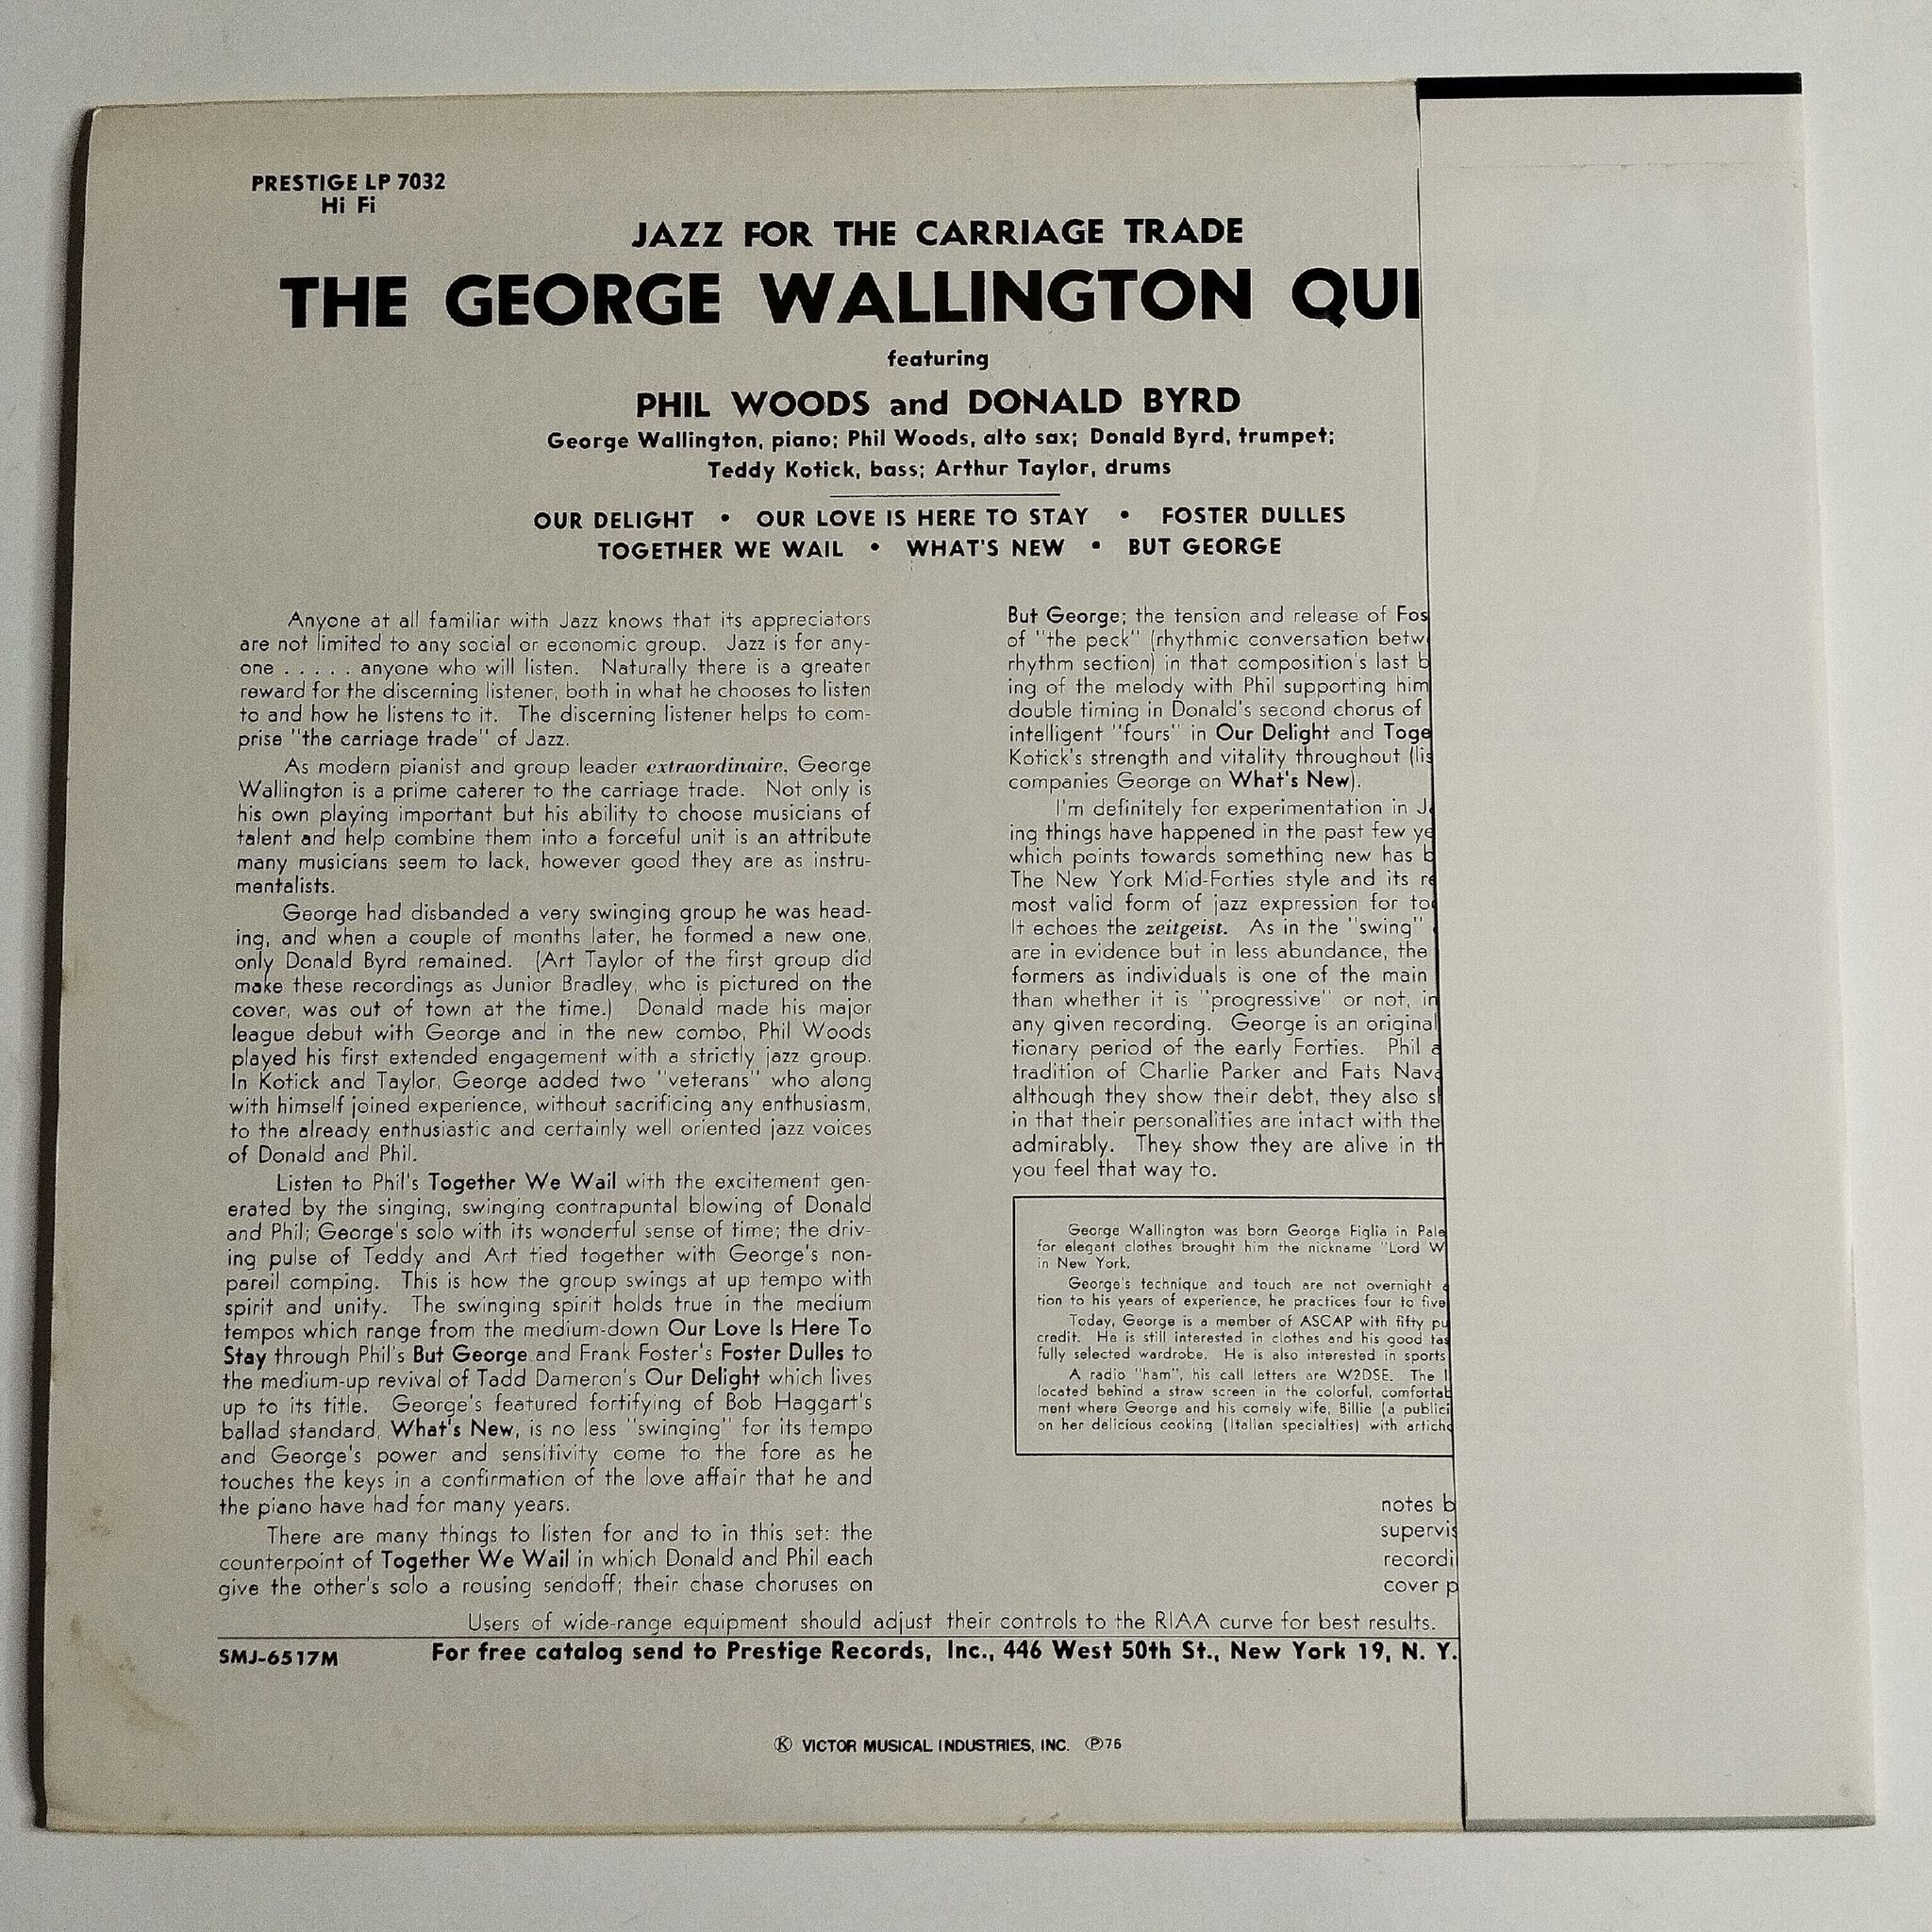 PRESTIGE LP 7032
Hi Fi
JAZZ FOR THE CARRIAGE TRADE
THE GEORGE WALLINGTON QUI
featuring
PHIL WOODS and DONALD BYRD
George Wallington, piano; Phil Woods, alto sax; Donald Byrd, trumpet;
Teddy Kotick, bass; Arthur Taylor, drums
OUR DELIGHT • OUR LOVE IS HERE TO STAY • FOSTER DULLES
TOGETHER WE WAIL • WHAT'S NEW • BUT GEORGE
Anyone at all familiar with Jazz knows that its appreciators
are not limited to any social or economic group. Jazz is for any-
one . . . . . anyone who will listen. Naturally there is a greater
reward for the discerning listener, both in what he chooses to listen
to and how he listens to it. The discerning listener helps to com-
prise "the carriage trade" of Jazz.
As modern pianist and group leader extraordinaire, George
Wallington is a prime caterer to the carriage trade. Not only is
his own playing important but his ability to choose musicians of
talent and help combine them into a forceful unit is an attribute
many musicians seem to lack, however good they are as instru-
mentalists.
George had disbanded a very swinging group he was head-
ing, and when a couple of months later, he formed a new one,
only Donald Byrd remained. (Art Taylor of the first group did
make these recordings as Junior Bradley, who is pictured on the
cover, was out of town at the time.) Donald made his major
league debut with George and in the new combo, Phil Woods
played his first extended engagement with a strictly jazz group.
In Kotick and Taylor, George added two "veterans" who along
with himself joined experience, without sacrificing any enthusiasm,
to the already enthusiastic and certainly well oriented jazz voices
of Donald and Phil.
Listen to Phil's Together We Wail with the excitement gen-
erated by the singing, swinging contrapuntal blowing of Donald
and Phil; George's solo with its wonderful sense of time; the driv-
ing pulse of Teddy and Art tied together with George's non-
pareil comping. This is how the group swings at up tempo with
spirit and unity. The swinging spirit holds true in the medium
tempos which range from the medium-down Our Love Is Here To
Stay through Phil's But George and Frank Foster's Foster Dulles to
the medium-up revival of Tadd Dameron's Our Delight which lives
up to its title. George's featured fortifying of Bob Haggart's
ballad standard, What's New, is no less "swinging" for its tempo
and George's power and sensitivity come to the fore as he
touches the keys in a confirmation of the love affair that he and
the piano have had for many years.
There are many things to listen for and to in this set: the
counterpoint of Together We Wail in which Donald and Phil each
give the other's solo a rousing sendoff; their chase choruses on
But George; the tension and release of Fos
of "the peck" (rhythmic conversation betw
rhythm section) in that composition's last b
ing of the melody with Phil supporting him
double timing in Donald's second chorus of
intelligent "fours" in Our Delight and Toge
Kotick's strength and vitality throughout (lis
companies George on What's New).
I'm definitely for experimentation in J
ing things have happened in the past few ye
which points towards something new has b
The New York Mid-Forties style and its re
most valid form of jazz expression for to
It echoes the zeitgeist. As in the "swing"
are in evidence but in less abundance, the
formers as individuals is one of the main
than whether it is "progressive" or not, in
any given recording. George is an original
tionary period of the early Forties. Phil a
tradition of Charlie Parker and Fats Nava
although they show their debt, they also s
in that their personalities are intact with the
admirably. They show they are alive in th
you feel that way to.
George Wallington was born George Figlia in Pale
for elegant clothes brought him the nickname "Lord W
in New York.
George's technique and touch are not overnight a
tion to his years of experience, he practices four to five
Today, George is a member of ASCAP with fifty pu
credit. He is still interested in clothes and his good tas
fully selected wardrobe. He is also interested in sports
A radio "ham", his call letters are W2DSE. The
located behind a straw screen in the colorful, comfortab
ment where George and his comely wife, Billie (a publici
on her delicious cooking (Italian specialties) with articho
notes b
supervis
recordi
cover p
Users of wide-range equipment should adjust their controls to the RIAA curve for best results.
SMJ-6517M For free catalog send to Prestige Records, Inc., 446 West 50th St., New York 19, N. Y.
Ⓚ VICTOR MUSICAL INDUSTRIES, INC. Ⓟ76